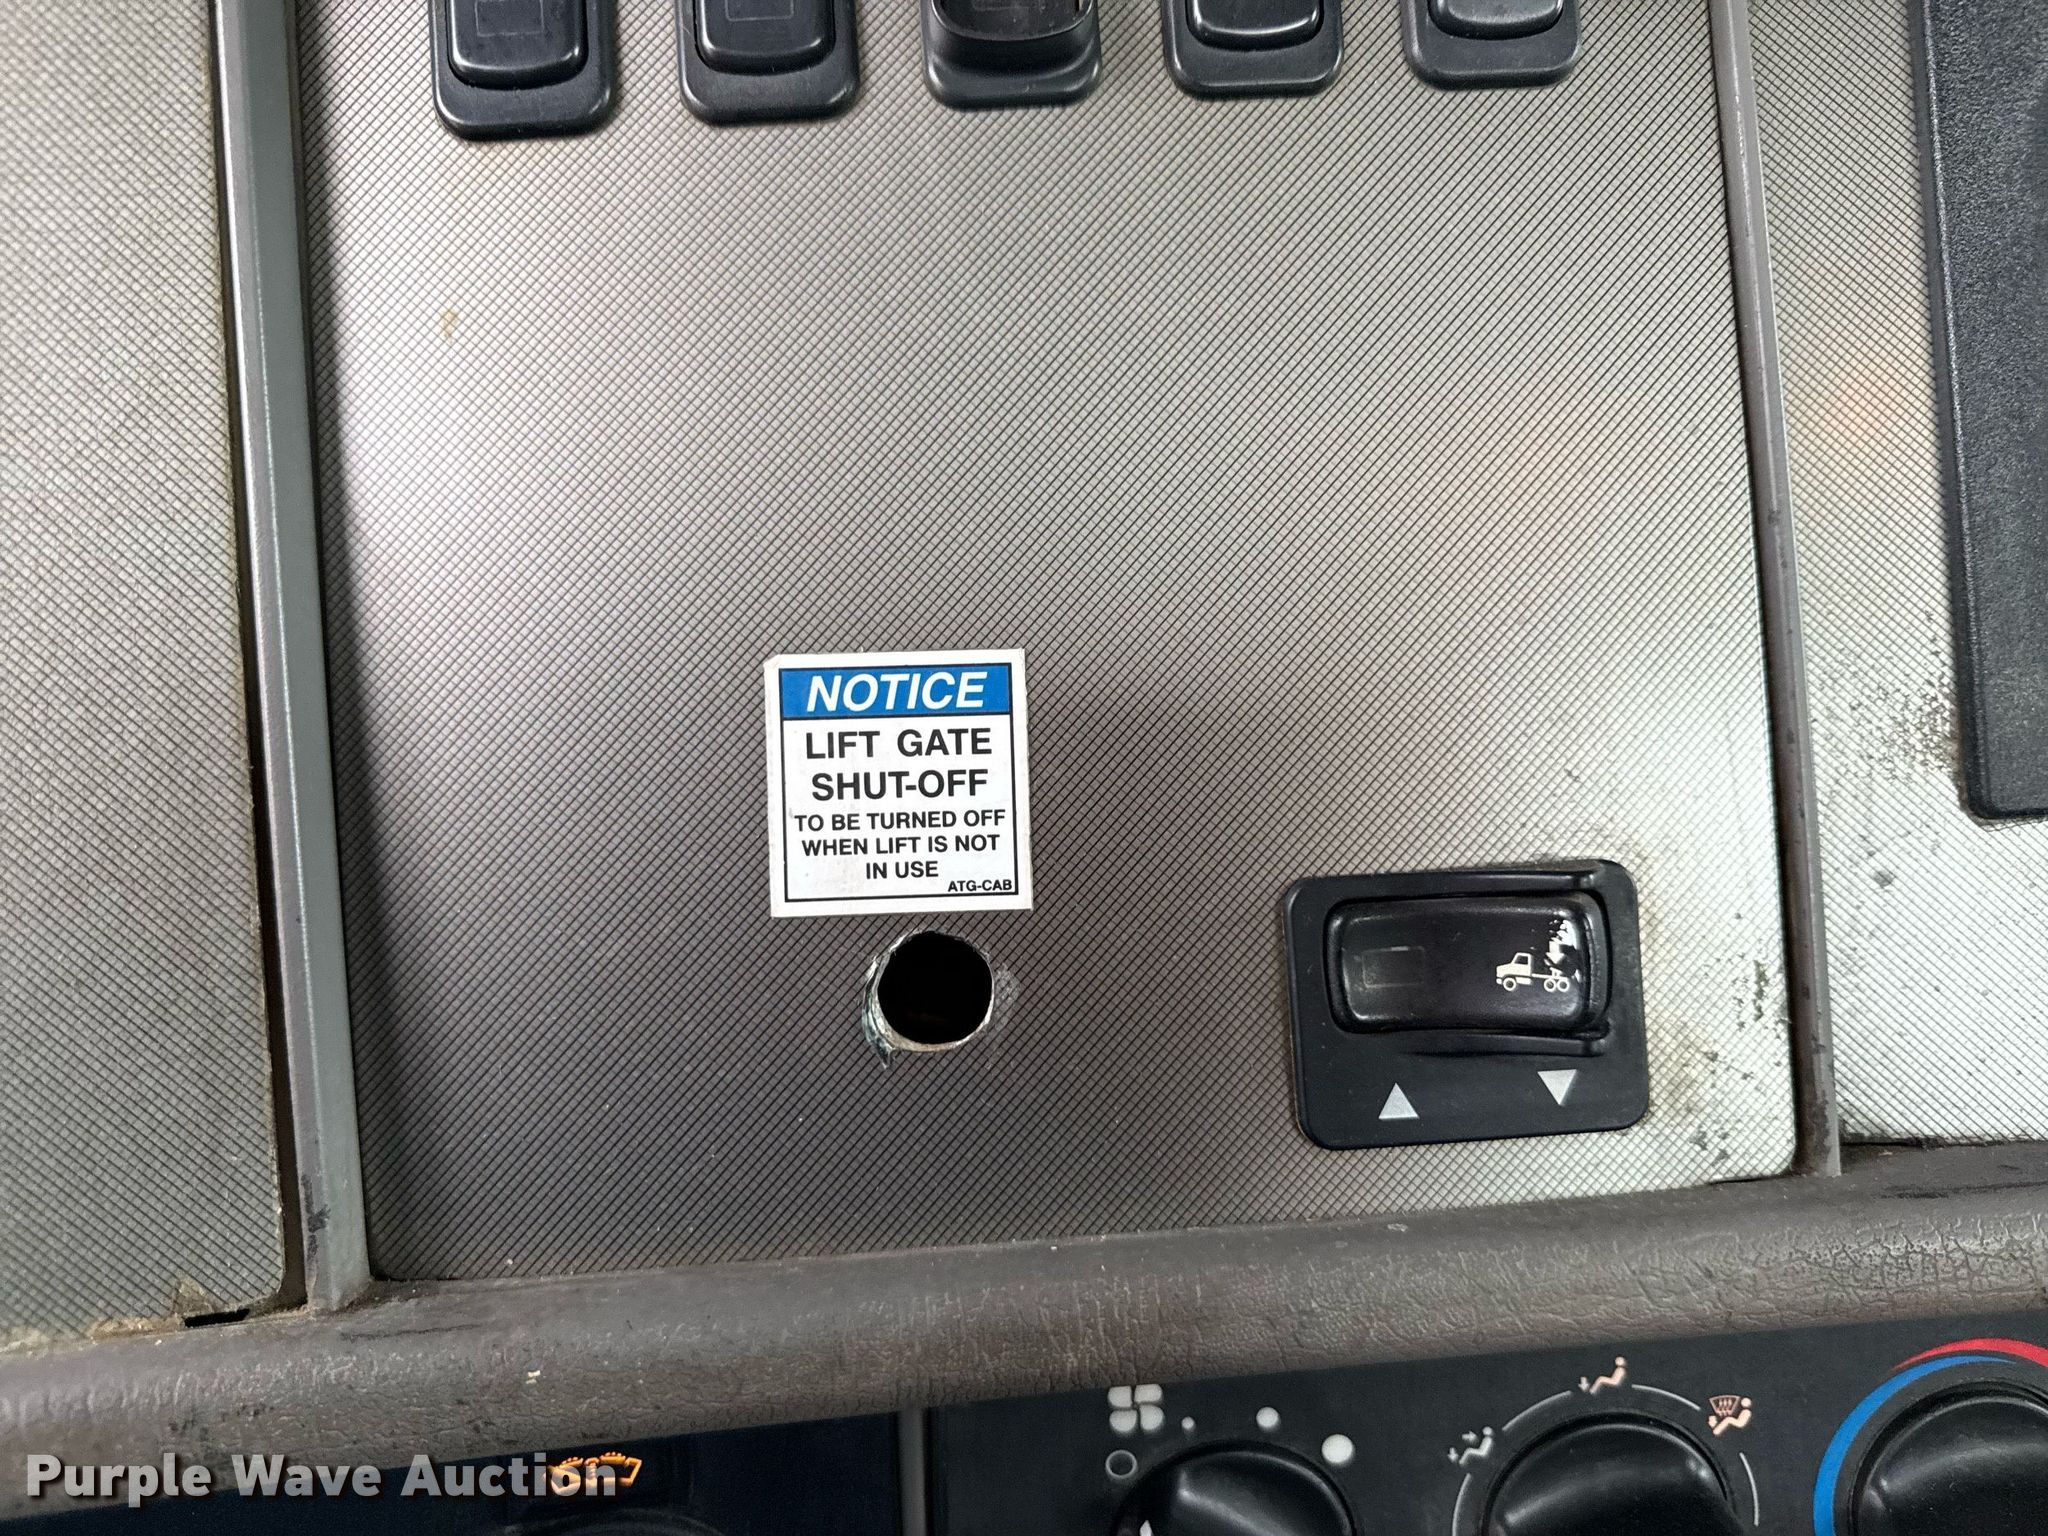 NOTICE
LIFT GATE
SHUT-OFF
TO BE TURNED OFF
WHEN LIFT IS NOT
IN USE
ATG-CAB
Purple Wave Auction